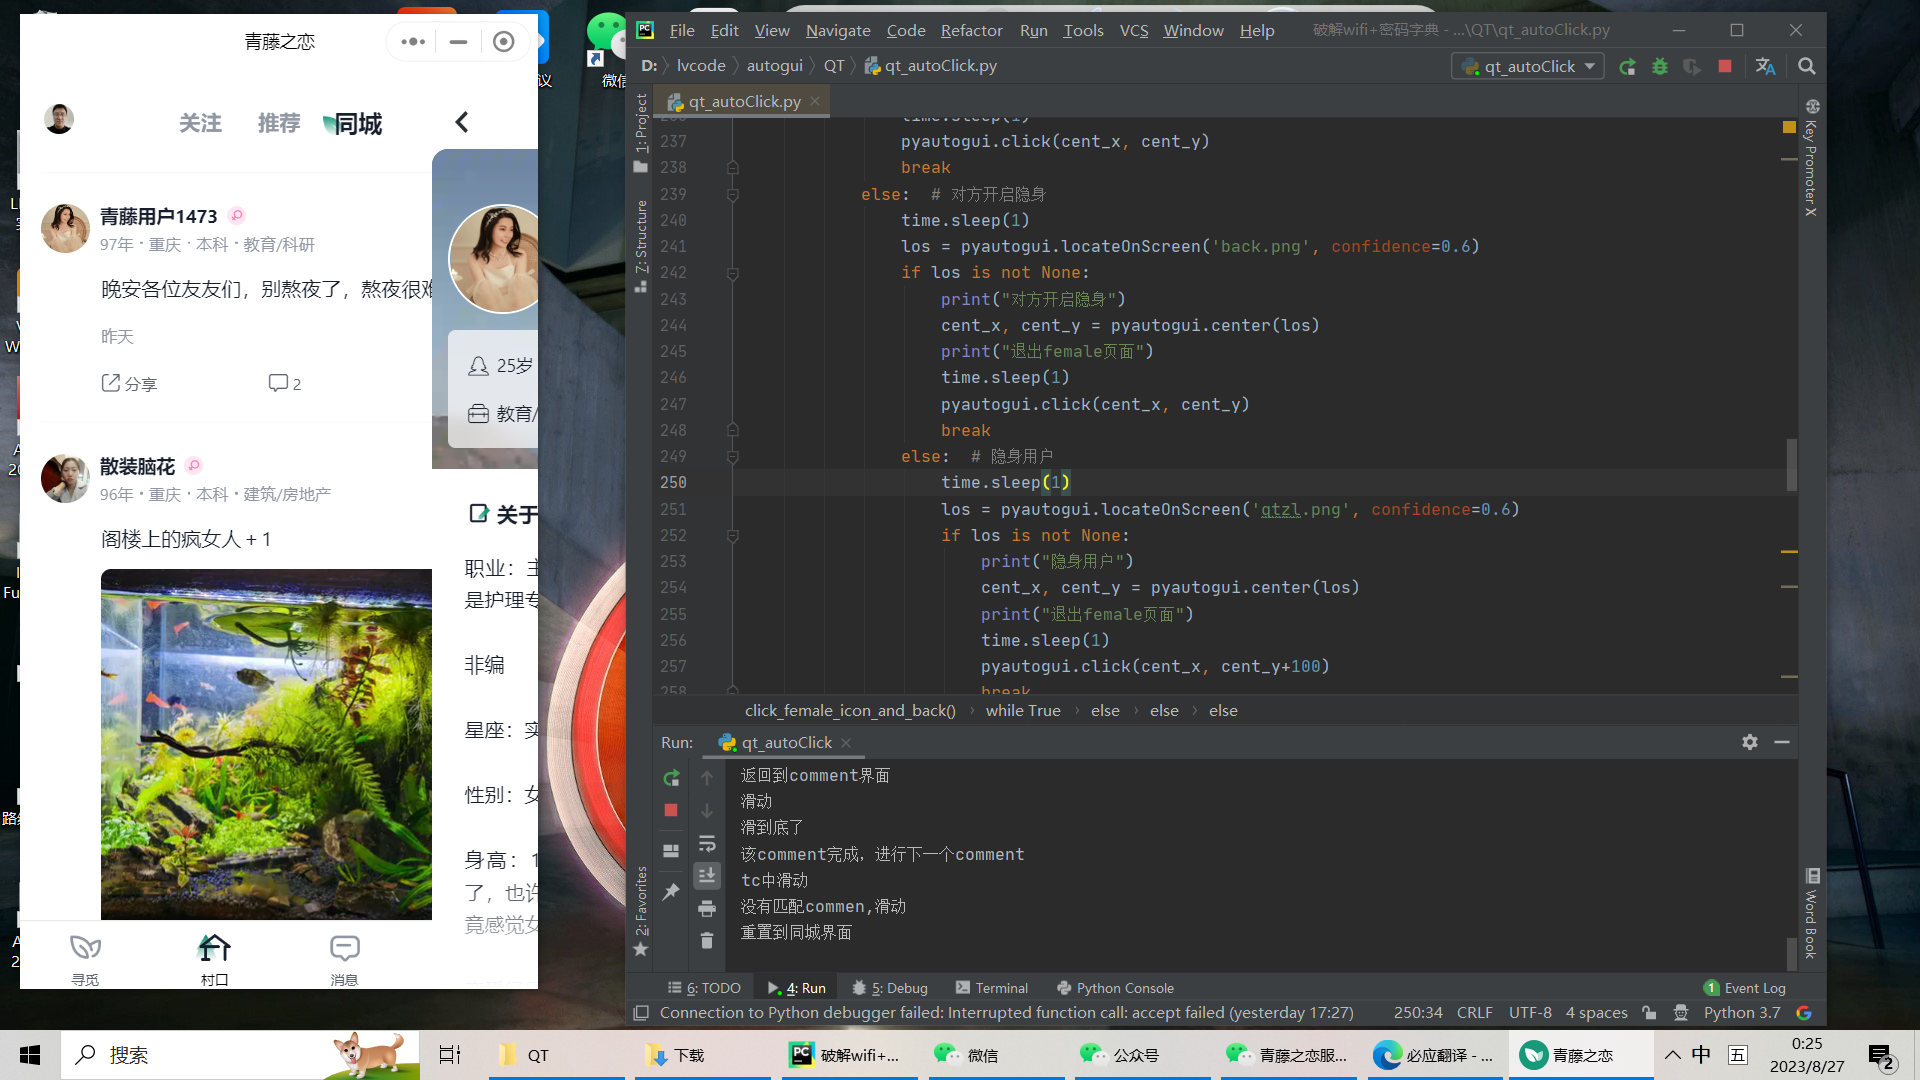 青藤之恋
关注
推荐
同城
青藤用户1473
97年・重庆・本科・教育/科研
晚安各位友友们，别熬夜了，熬夜很难
昨天
分享
2
散装脑花
96年・重庆・本科・建筑/房地产
阁楼上的疯女人＋1
25岁
教育/
关于
职业：主
是护理专
非编
星座：实
性别：女
身高：1
了，也许
竟感觉女
寻觅
村口
消息
File Edit View Navigate Code Refactor Run Tools VCS Window Help
破解wifi+密码字典 - ...\QT\qt_autoClick.py
D: lvcode autogui QT qt_autoClick.py
qt_autoClick
qt_autoClick.py
1: Project
7: Structure
2: Favorites
Key Promoter X
Word Book
236 time.sleep(1)
237 pyautogui.click(cent_x, cent_y)
238 break
239 else:  # 对方开启隐身
240 time.sleep(1)
241 los = pyautogui.locateOnScreen('back.png', confidence=0.6)
242 if los is not None:
243 print("对方开启隐身")
244 cent_x, cent_y = pyautogui.center(los)
245 print("退出female页面")
246 time.sleep(1)
247 pyautogui.click(cent_x, cent_y)
248 break
249 else:  # 隐身用户
250 time.sleep(1)
251 los = pyautogui.locateOnScreen('qtzl.png', confidence=0.6)
252 if los is not None:
253 print("隐身用户")
254 cent_x, cent_y = pyautogui.center(los)
255 print("退出female页面")
256 time.sleep(1)
257 pyautogui.click(cent_x, cent_y+100)
258 break
click_female_icon_and_back() while True else else else
Run: qt_autoClick
返回到comment界面
滑动
滑到底了
该comment完成，进行下一个comment
tc中滑动
没有匹配commen,滑动
重置到同城界面
6: TODO 4: Run 5: Debug Terminal Python Console 1 Event Log
Connection to Python debugger failed: Interrupted function call: accept failed (yesterday 17:27) 250:34 CRLF UTF-8 4 spaces Python 3.7
搜索
QT
下载
破解wifi+...
微信
公众号
青藤之恋服...
必应翻译 - ...
青藤之恋
中
五
0:25
2023/8/27
2